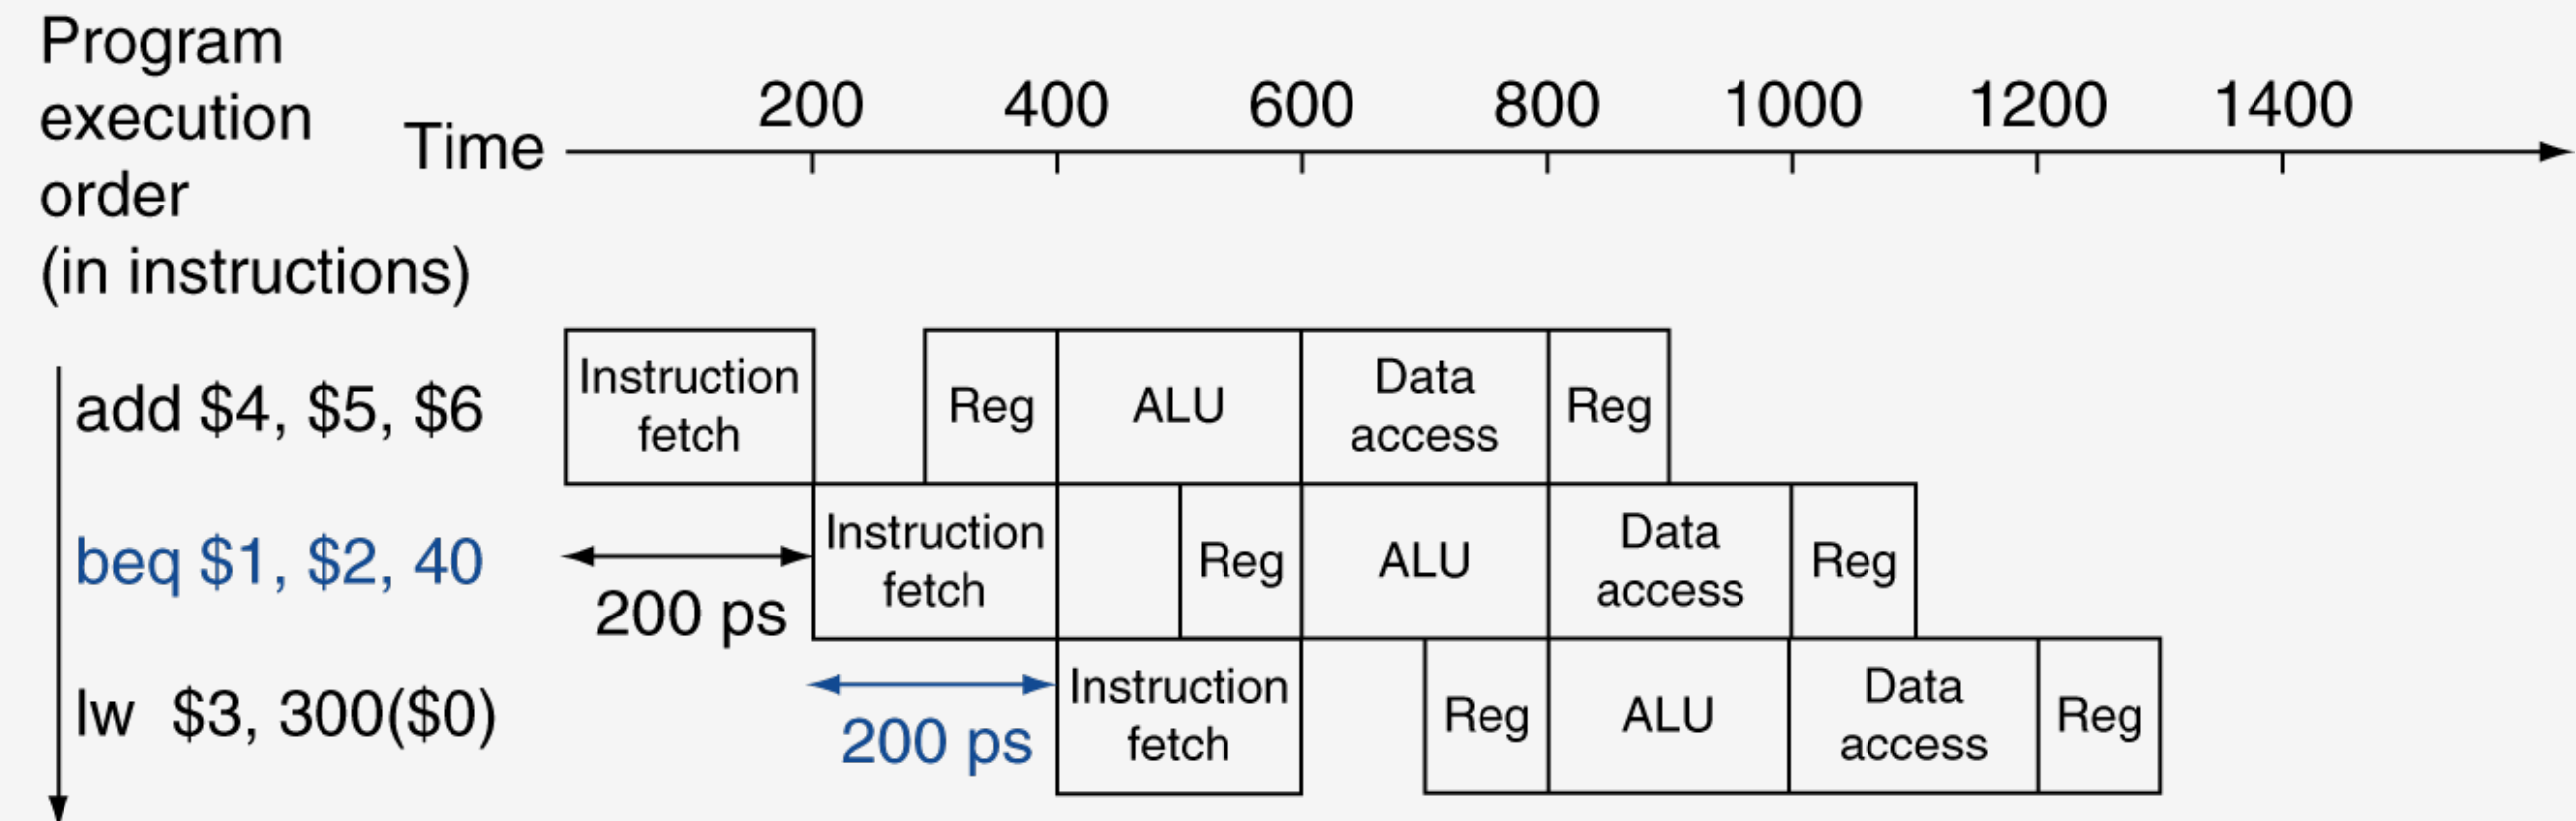 Program
execution
order
(in instructions)
Time
200 400 600 800 1000 1200 1400
add $4, $5, $6
Instruction
fetch
Reg
ALU
Data
access
Reg
beq $1, $2, 40
200 ps
Instruction
fetch
Reg
ALU
Data
access
Reg
lw $3, 300($0)
200 ps
Instruction
fetch
Reg
ALU
Data
access
Reg